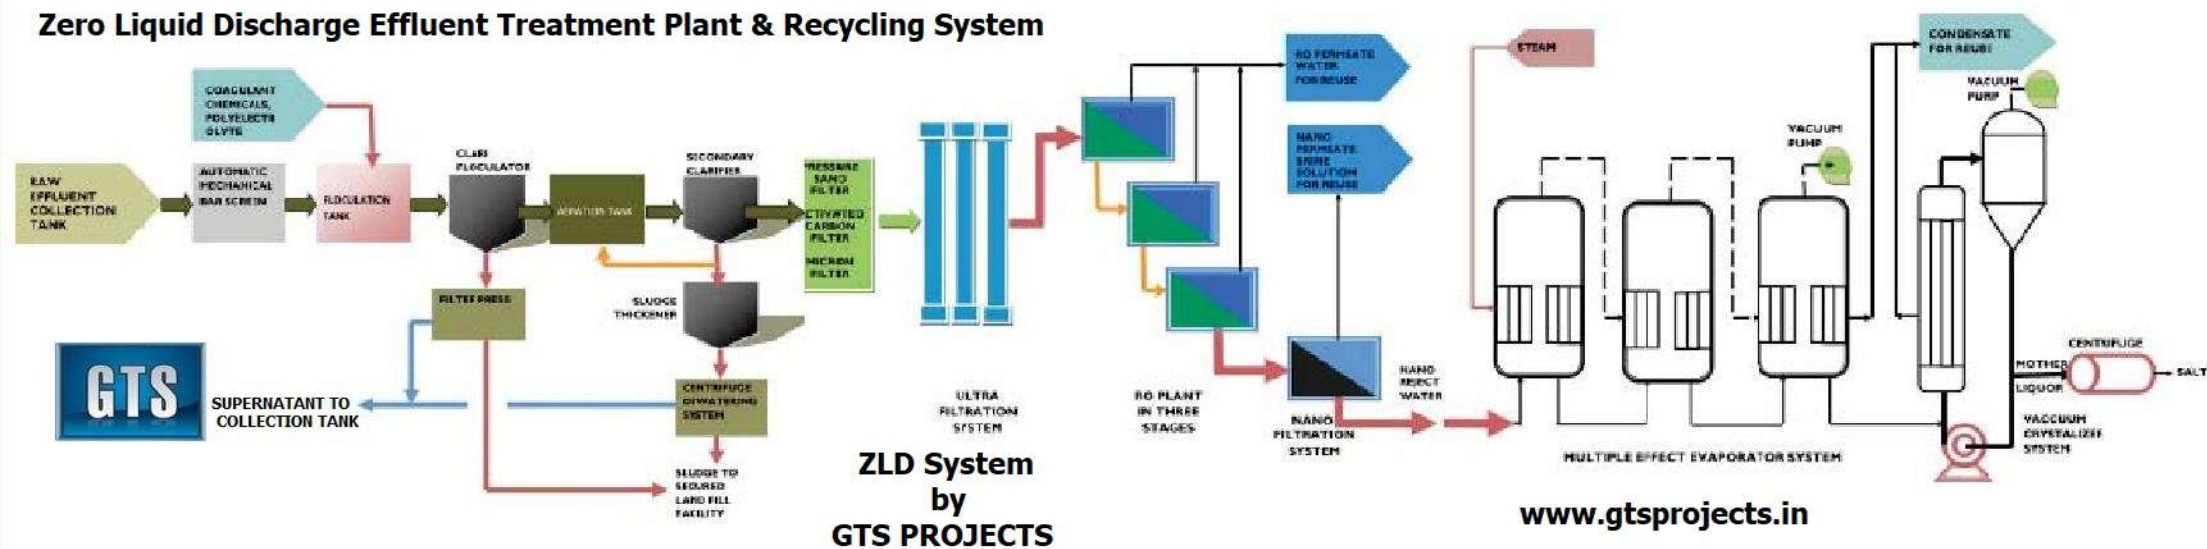 Zero Liquid Discharge Effluent Treatment Plant & Recycling System
COAGULANT
CHEMICALS,
POLYELECTR
OLYTE
RAW
EFFLUENT
COLLECTION
TANK
AUTOMATIC
MECHANICAL
BAR SCREEN
FLOCULATION
TANK
CLARI
FLOCULATOR
AERATION TANK
SECONDARY
CLARIFIER
PRESSURE
SAND
FILTER
ACTIVATED
CARBON
FILTER
MICRON
FILTER
FILTER PRESS
SLUDGE
THICKENER
CENTRIFUGE
DEWATERING
SYSTEM
GTS
SUPERNATANT TO
COLLECTION TANK
SLUDGE TO
SECURED
LAND FILL
FACILITY
ULTRA
FILTRATION
SYSTEM
RO PLANT
IN THREE
STAGES
RO PERMEATE
WATER
FOR REUSE
NANO
PERMEATE
BRINE
SOLUTION
FOR REUSE
NANO
FILTRATION
SYSTEM
NANO
REJECT
WATER
STEAM
VACUUM
PUMP
CONDENSATE
FOR REUSE
VACUUM
PUMP
MULTIPLE EFFECT EVAPORATOR SYSTEM
CENTRIFUGE
MOTHER
LIQUOR
SALT
VACCUUM
CRYSTALIZER
SYSTEM
ZLD System
by
GTS PROJECTS
www.gtsprojects.in